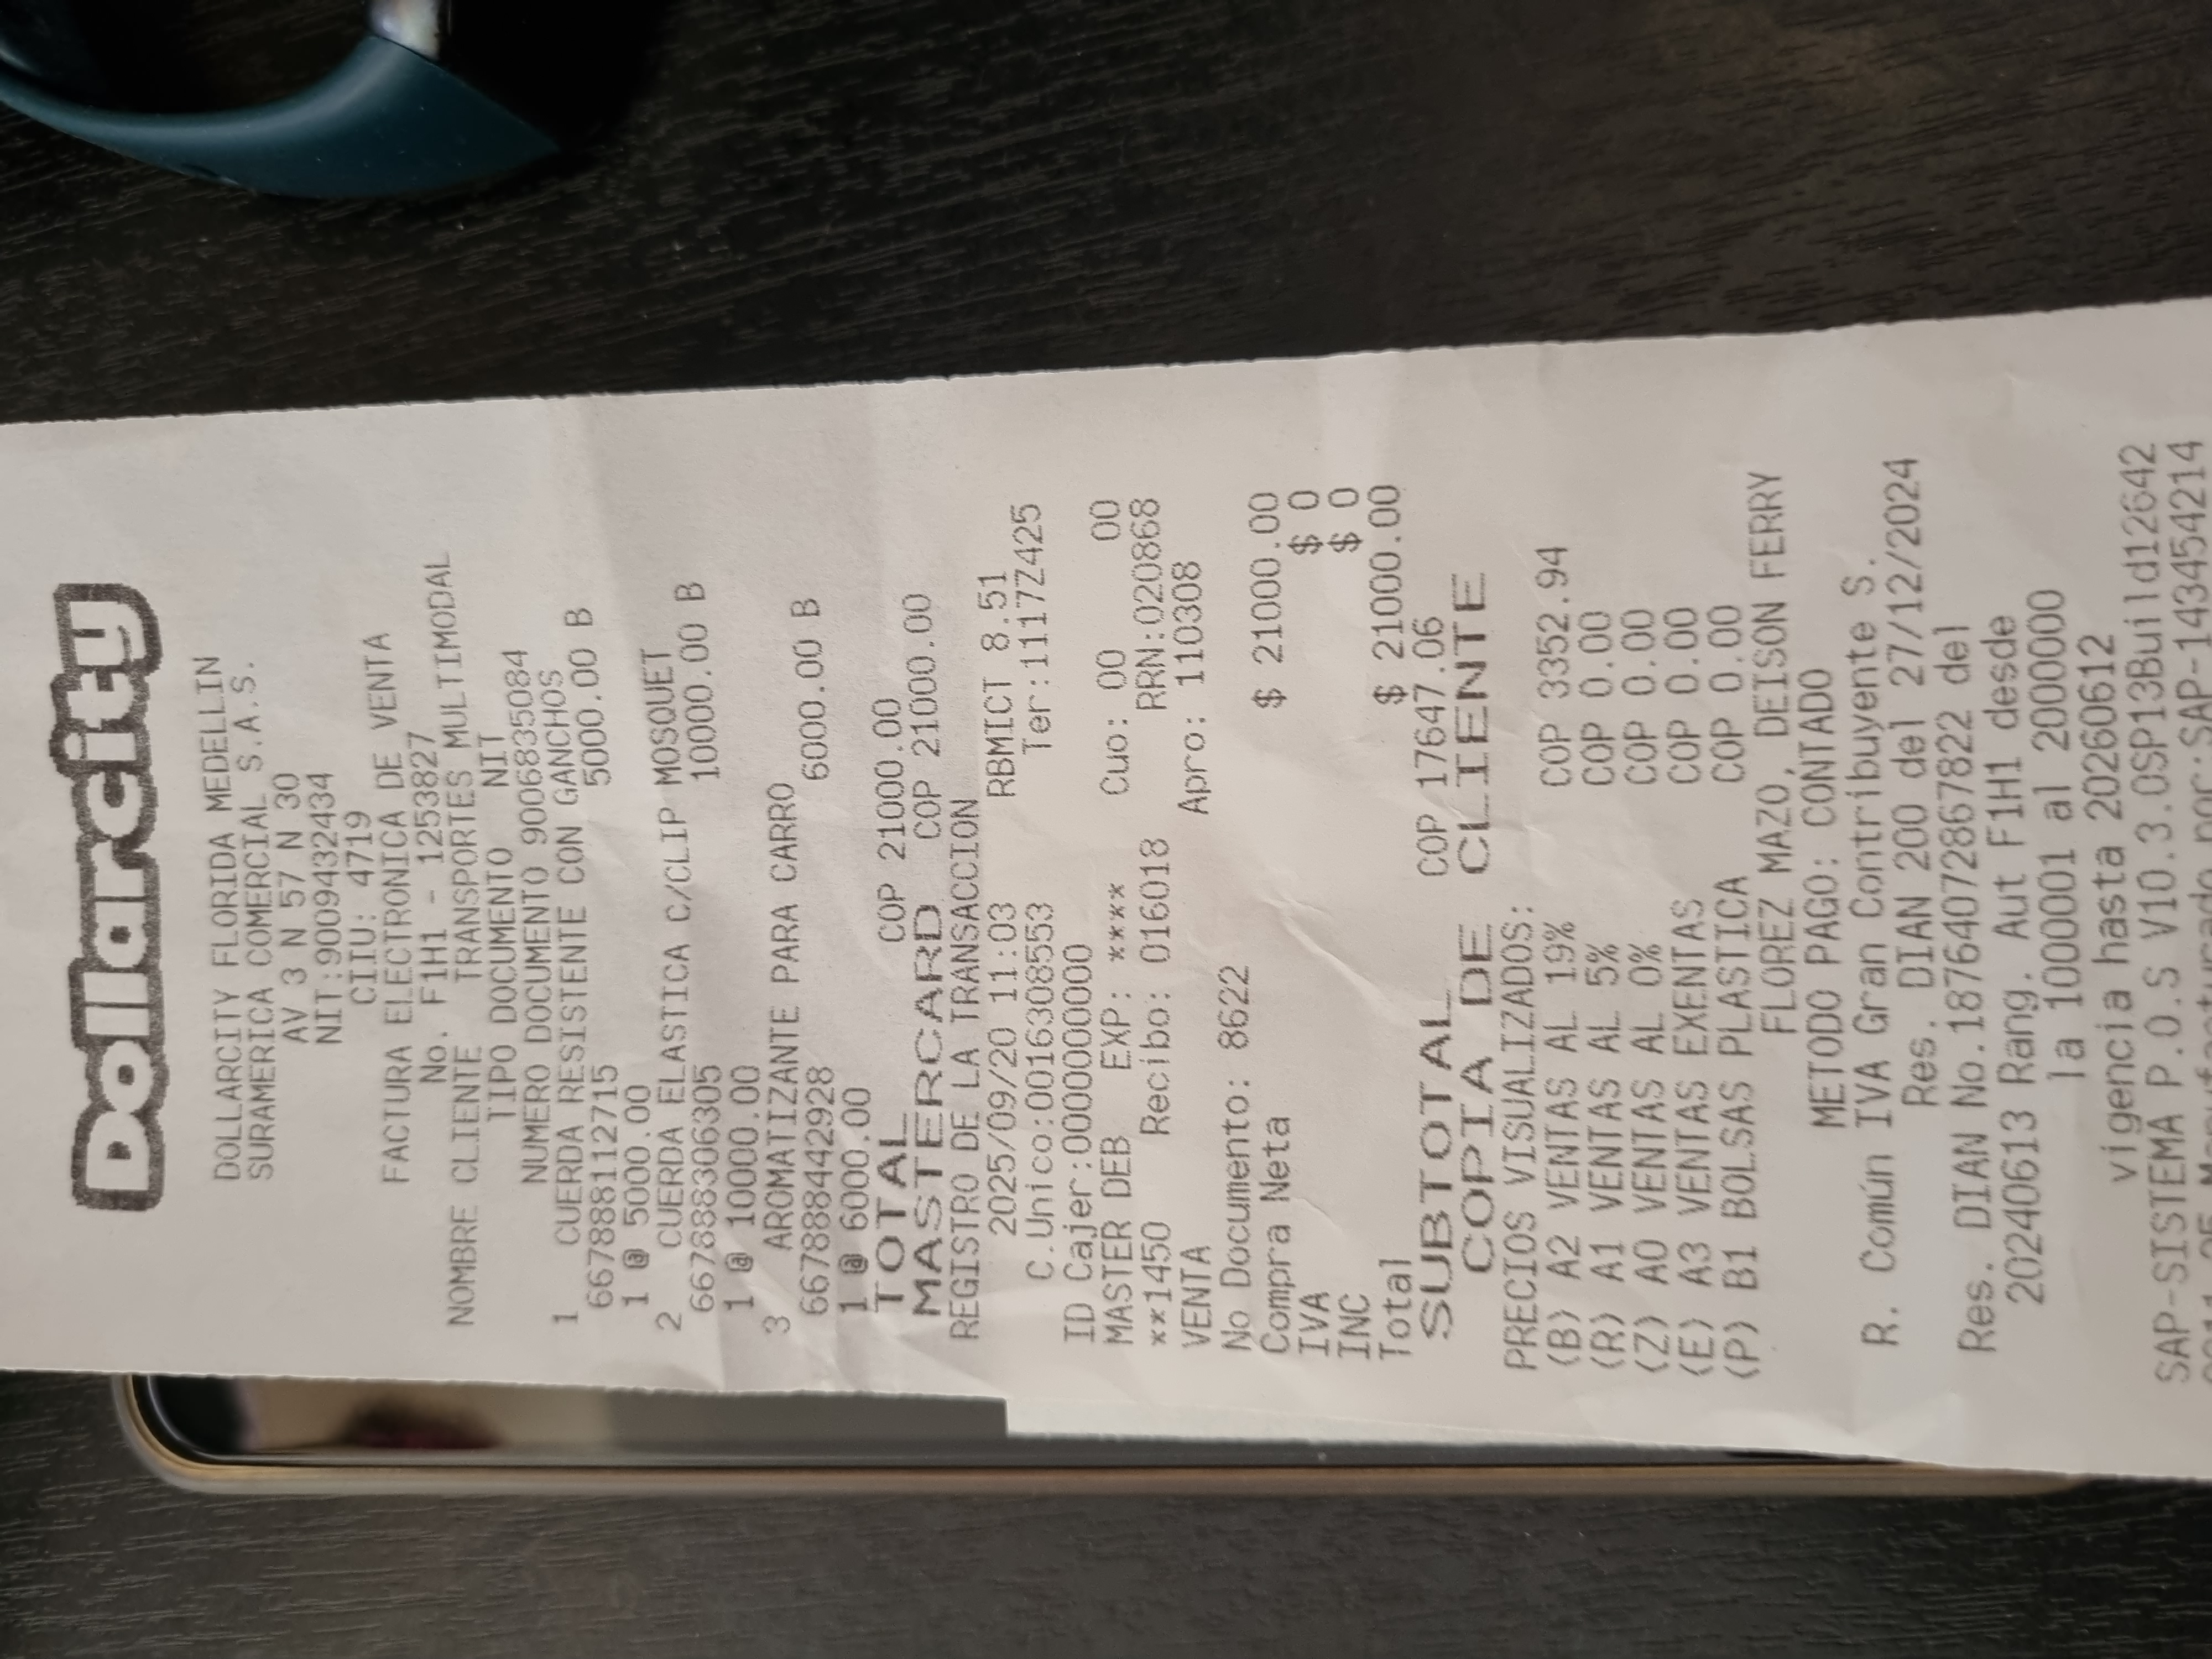 Dollarcity
DOLLARCITY FLORIDA MEDELLIN
SURAMERICA COMERCIAL S.A.S.
AV 3 N 57 N 30
NIT:9009432434
CIIU: 4719
FACTURA ELECTRONICA DE VENTA
No. F1H1 - 1253827
NOMBRE CLIENTE TRANSPORTES MULTIMODAL
TIPO DOCUMENTO NIT
NUMERO DOCUMENTO 9006835084
1 CUERDA RESISTENTE CON GANCHOS
667888112715 5000.00 B
1 @ 5000.00
2 CUERDA ELASTICA C/CLIP MOSQUET
667888306305 10000.00 B
1 @ 10000.00
3 AROMATIZANTE PARA CARRO
667888442928 6000.00 B
1 @ 6000.00
TOTAL COP 21000.00
MASTERCARD COP 21000.00
REGISTRO DE LA TRANSACCION
2025/09/20 11:03 RBMICT 8.51
C.Unico:0016308553 Ter:1117Z425
ID Cajer:0000000000000
MASTER DEB EXP: **** Cuo: 00 00
**1450 Recibo: 016018 RRN:020868
VENTA Apro: 110308
No Documento: 8622
Compra Neta $ 21000.00
IVA $ 0
INC $ 0
Total $ 21000.00
SUBTOTAL COP 17647.06
COPIA DE CLIENTE
PRECIOS VISUALIZADOS:
(B) A2 VENTAS AL 19% COP 3352.94
(R) A1 VENTAS AL 5% COP 0.00
(Z) A0 VENTAS AL 0% COP 0.00
(E) A3 VENTAS EXENTAS COP 0.00
(P) B1 BOLSAS PLASTICA COP 0.00
FLOREZ MAZO, DEISON FERRY
METODO PAGO: CONTADO
R. Común IVA Gran Contribuyente S.
Res. DIAN 200 del 27/12/2024
Res. DIAN No.18764072867822 del
20240613 Rang. Aut F1H1 desde
la 1000001 al 2000000
vigencia hasta 20260612
SAP-SISTEMA P.O.S V10.3.0SP13Build12642
por:SAP-14345421​4